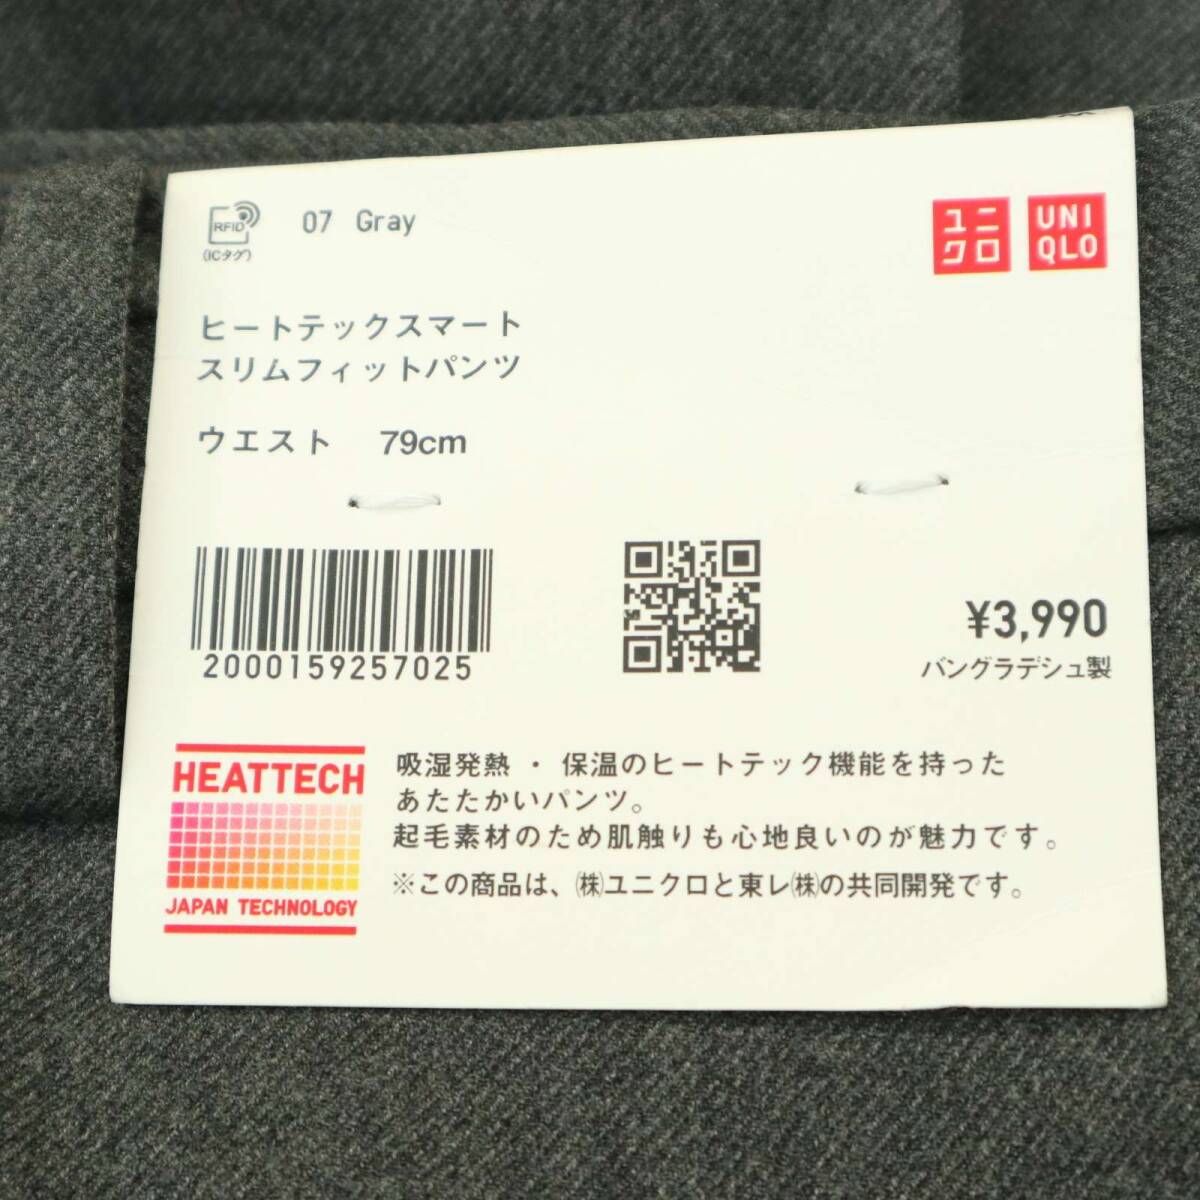 RFID
(ICタグ)
07 Gray
ユニ
クロ
UNI
QLO
ヒートテックスマート
スリムフィットパンツ
ウエスト 79cm
2000159257025
¥3,990
バングラデシュ製
HEATTECH
JAPAN TECHNOLOGY
吸湿発熱・保温のヒートテック機能を持った
あたたかいパンツ。
起毛素材のため肌触りも心地良いのが魅力です。
※この商品は、㈱ユニクロと東レ㈱の共同開発です。